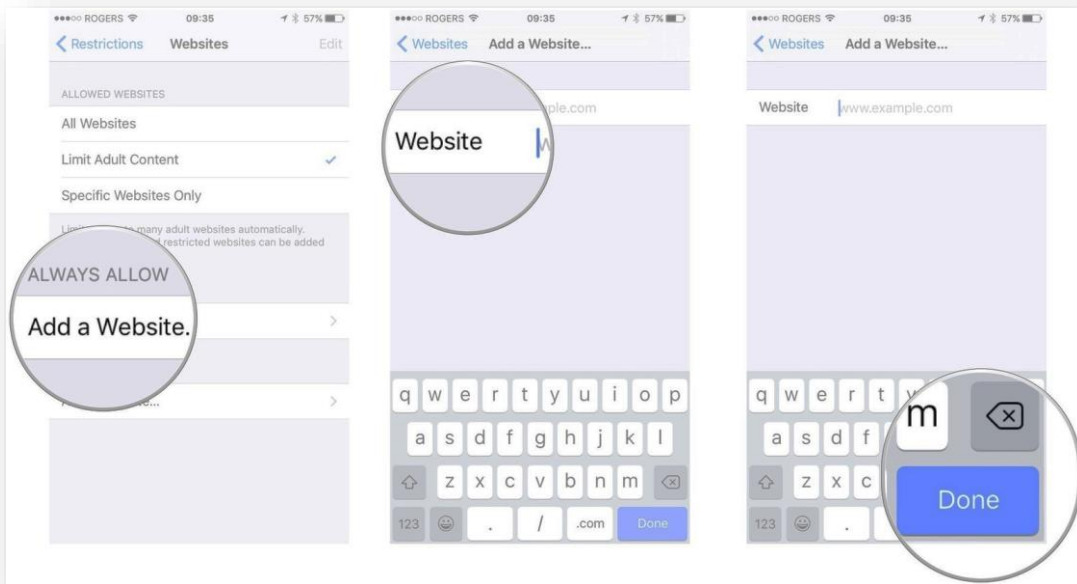 ROGERS 09:35 57%
Restrictions Websites Edit
ALLOWED WEBSITES
All Websites
Limit Adult Content
Specific Websites Only
many adult websites automatically.
restricted websites can be added
ALWAYS ALLOW
Add a Website.
ROGERS 09:35 57%
Websites Add a Website...
ple.com
Website
q w e r t y u i o p
a s d f g h j k l
z x c v b n m
123 . / .com Done
ROGERS 09:35 57%
Websites Add a Website...
Website www.example.com
q w e r t
a s d f
m
z x c
Done
123 .